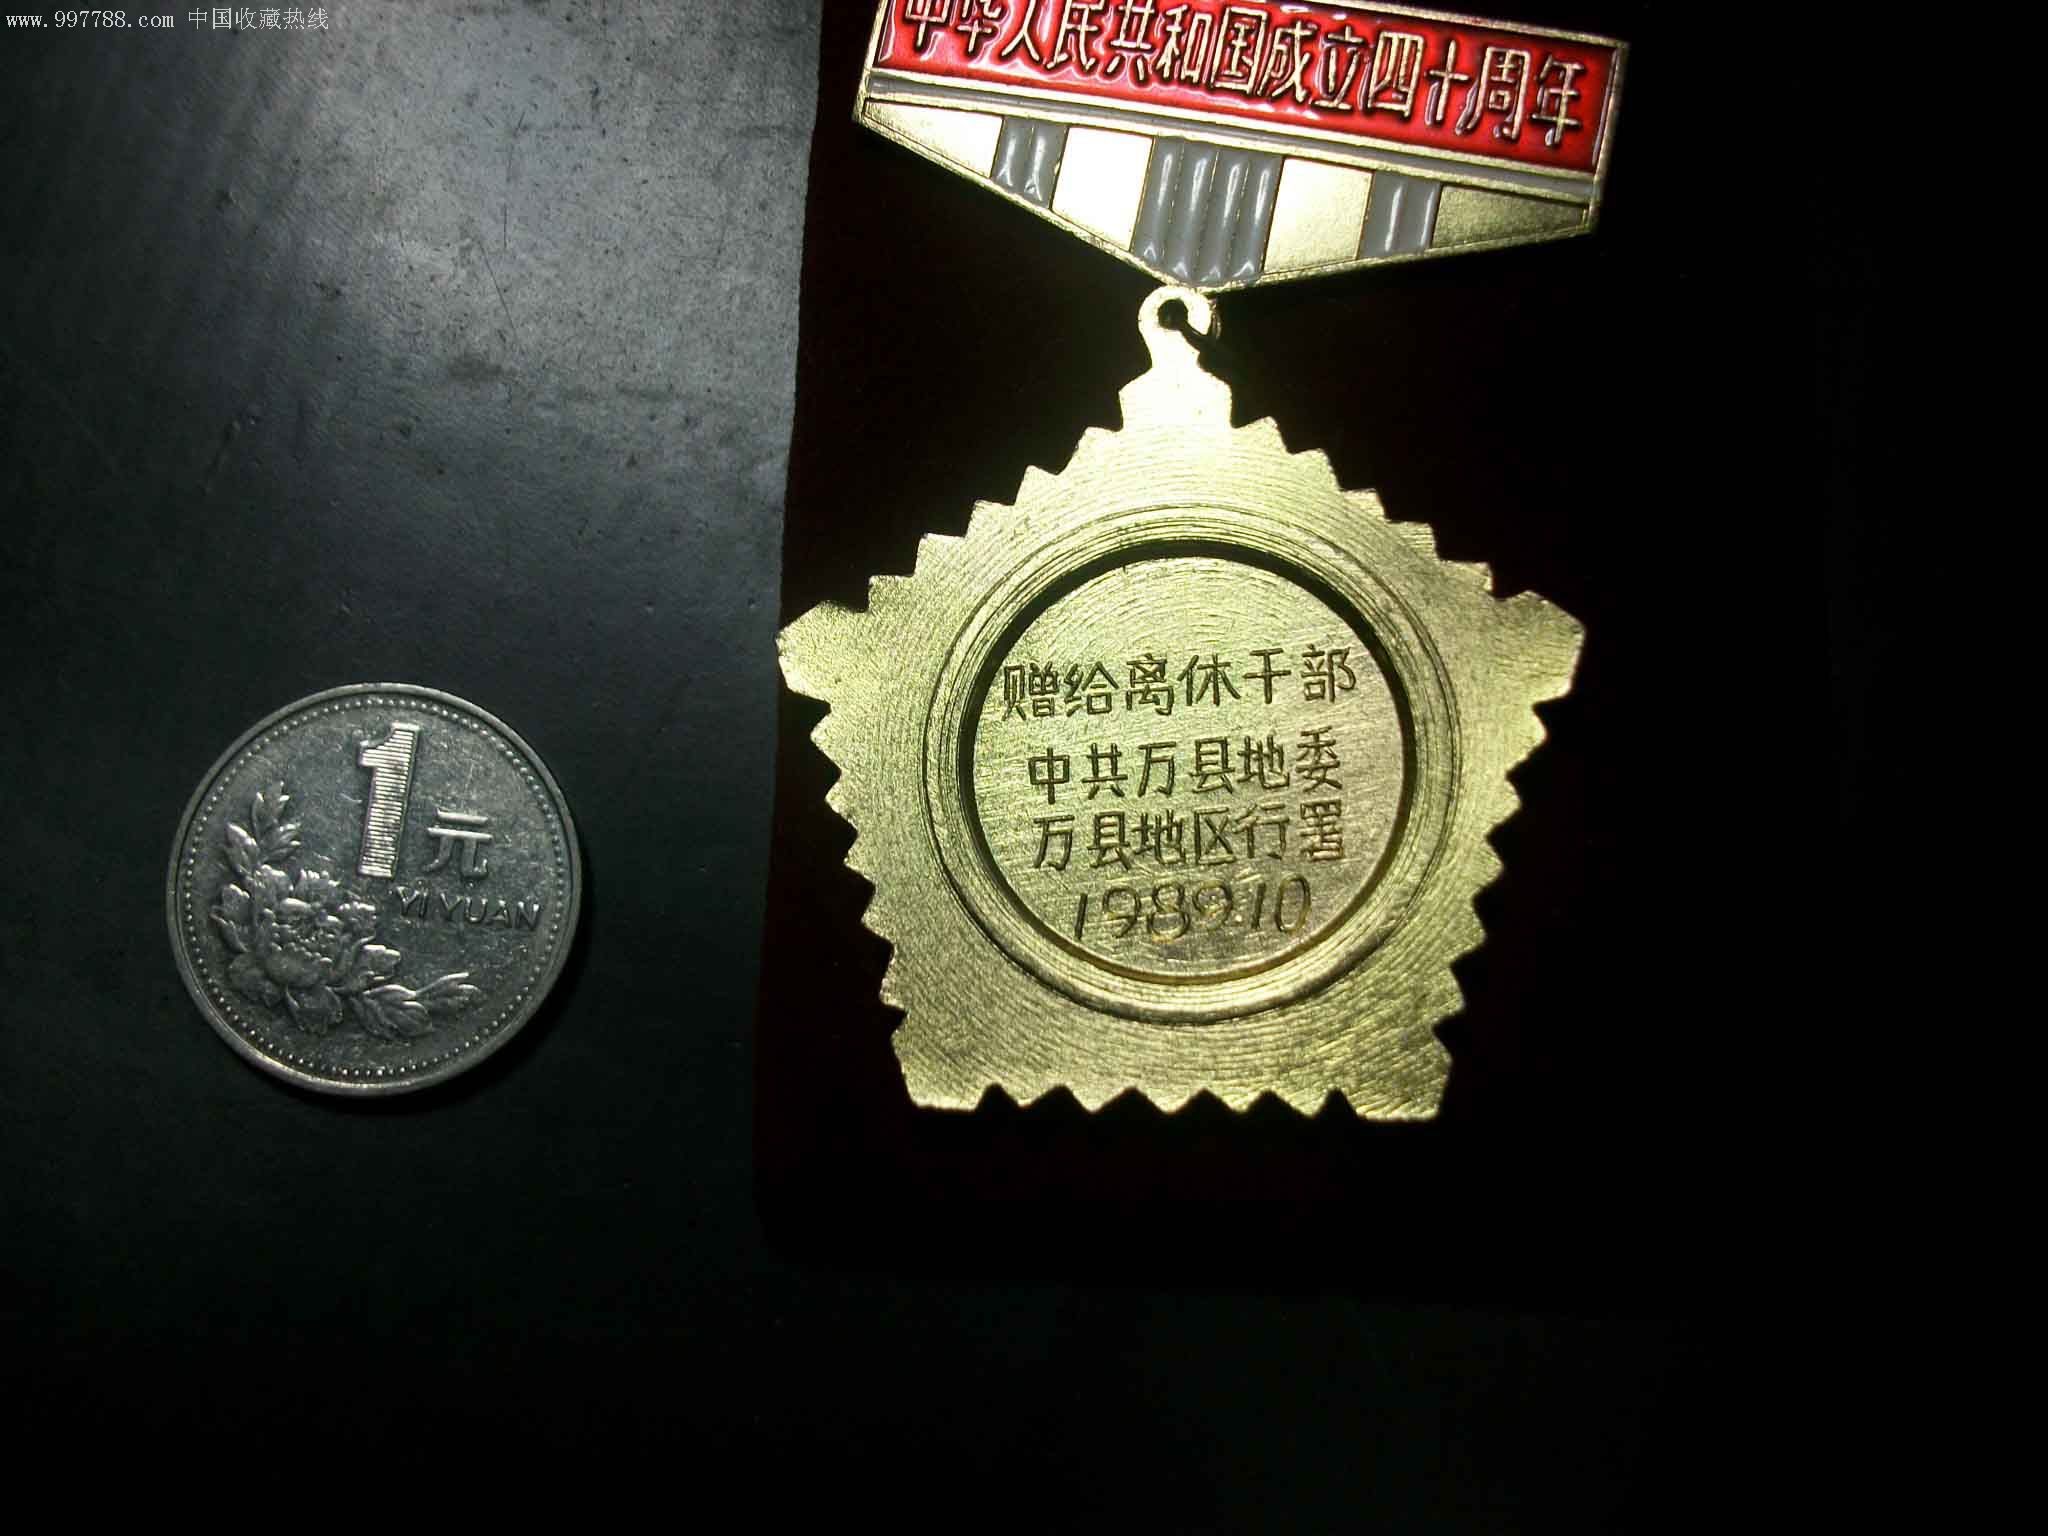 www.997788.com 中国收藏热线
中华人民共和国成立四十周年
赠给离休干部
中共万县地委
万县地区行署
1989.10
1元
YI YUAN